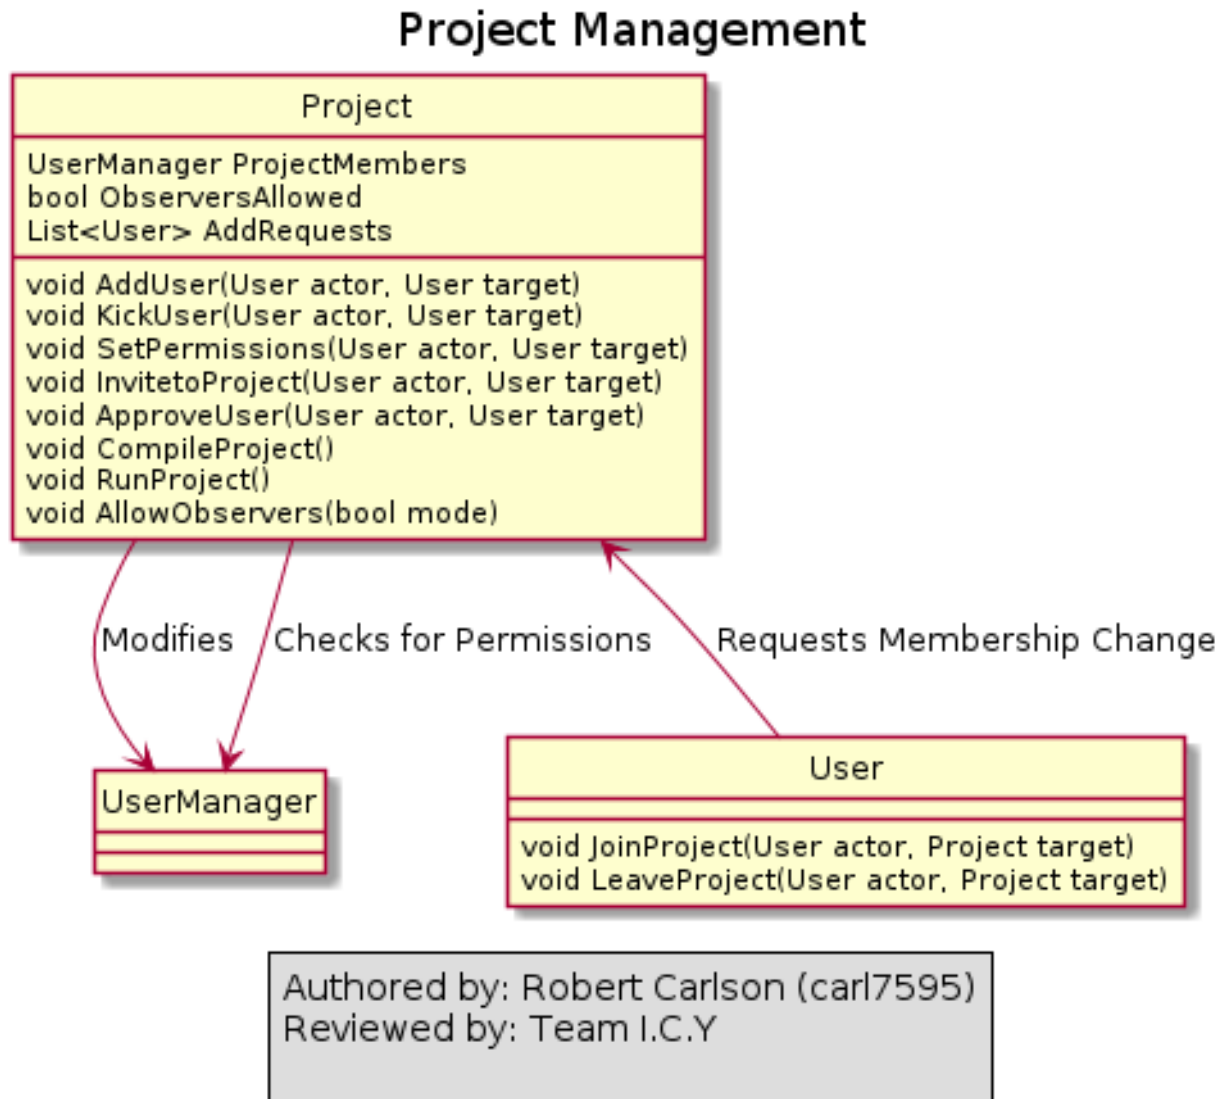 Project Management
Project
UserManager ProjectMembers
bool ObserversAllowed
List<User> AddRequests
void AddUser(User actor, User target)
void KickUser(User actor, User target)
void SetPermissions(User actor, User target)
void InvitetoProject(User actor, User target)
void ApproveUser(User actor, User target)
void CompileProject()
void RunProject()
void AllowObservers(bool mode)
Modifies
Checks for Permissions
Requests Membership Change
UserManager
User
void JoinProject(User actor, Project target)
void LeaveProject(User actor, Project target)
Authored by: Robert Carlson (carl7595)
Reviewed by: Team I.C.Y